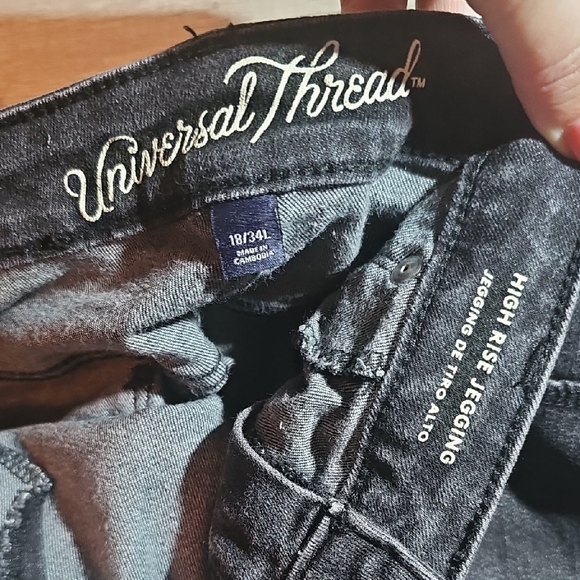 Universal Thread™
18/34L
MADE IN
CAMBODIA
HIGH RISE JEGGING
JEGGING DE TIRO ALTO